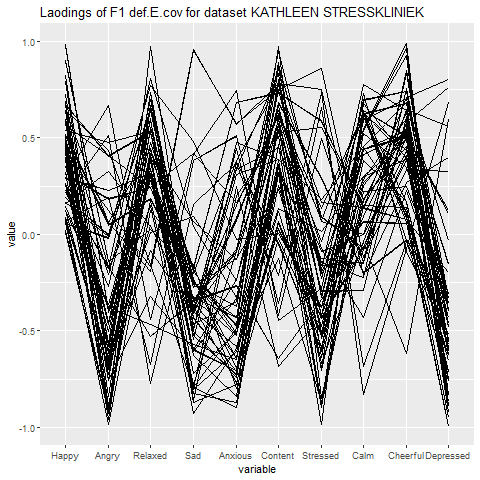 Laodings of F1 def.E.cov for dataset KATHLEEN STRESSKLINIEK
1.0
0.5
0.0
-0.5
-1.0
value
Happy Angry Relaxed Sad Anxious Content Stressed Calm Cheerful Depressed
variable